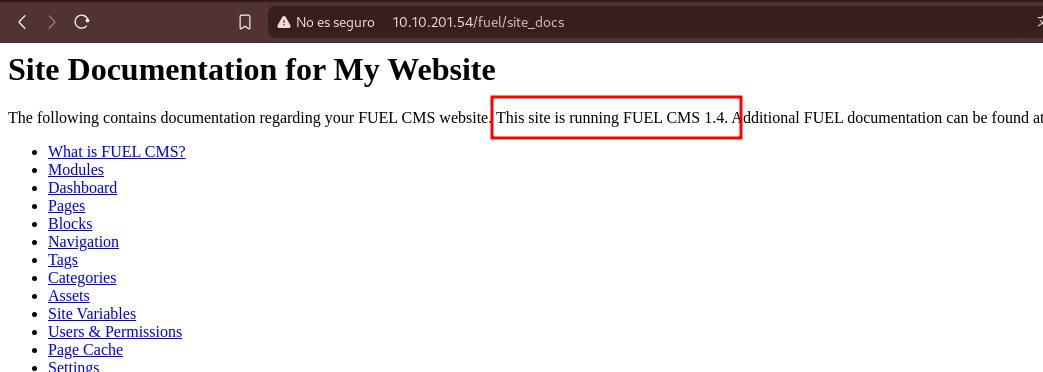 No es seguro 10.10.201.54/fuel/site_docs
Site Documentation for My Website
The following contains documentation regarding your FUEL CMS website. This site is running FUEL CMS 1.4. Additional FUEL documentation can be found at
What is FUEL CMS?
Modules
Dashboard
Pages
Blocks
Navigation
Tags
Categories
Assets
Site Variables
Users & Permissions
Page Cache
Settings